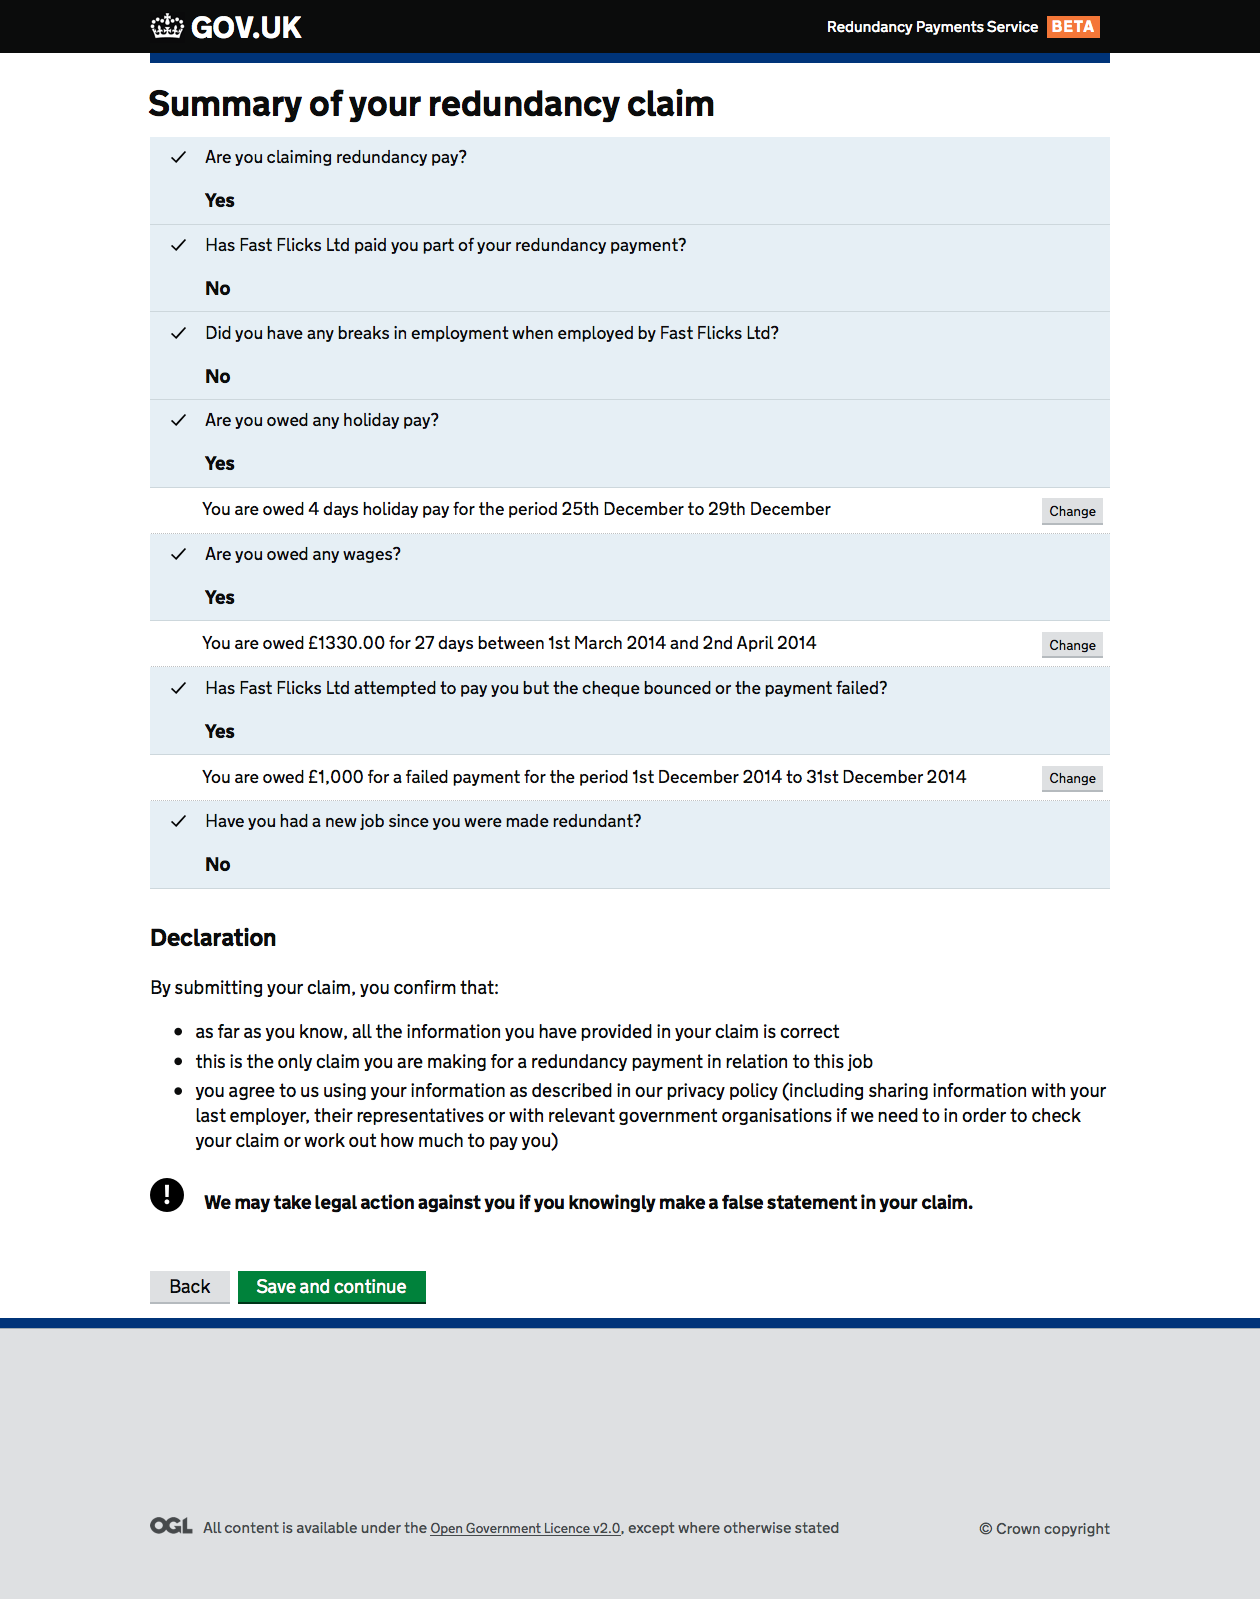 GOV.UK
Redundancy Payments Service BETA
Summary of your redundancy claim
Are you claiming redundancy pay?
Yes
Has Fast Flicks Ltd paid you part of your redundancy payment?
No
Did you have any breaks in employment when employed by Fast Flicks Ltd?
No
Are you owed any holiday pay?
Yes
You are owed 4 days holiday pay for the period 25th December to 29th December
Change
Are you owed any wages?
Yes
You are owed £1330.00 for 27 days between 1st March 2014 and 2nd April 2014
Change
Has Fast Flicks Ltd attempted to pay you but the cheque bounced or the payment failed?
Yes
You are owed £1,000 for a failed payment for the period 1st December 2014 to 31st December 2014
Change
Have you had a new job since you were made redundant?
No
Declaration
By submitting your claim, you confirm that:
as far as you know, all the information you have provided in your claim is correct
this is the only claim you are making for a redundancy payment in relation to this job
you agree to us using your information as described in our privacy policy (including sharing information with your
last employer, their representatives or with relevant government organisations if we need to in order to check
your claim or work out how much to pay you)
! We may take legal action against you if you knowingly make a false statement in your claim.
Back
Save and continue
OGL All content is available under the Open Government Licence v2.0, except where otherwise stated
© Crown copyright